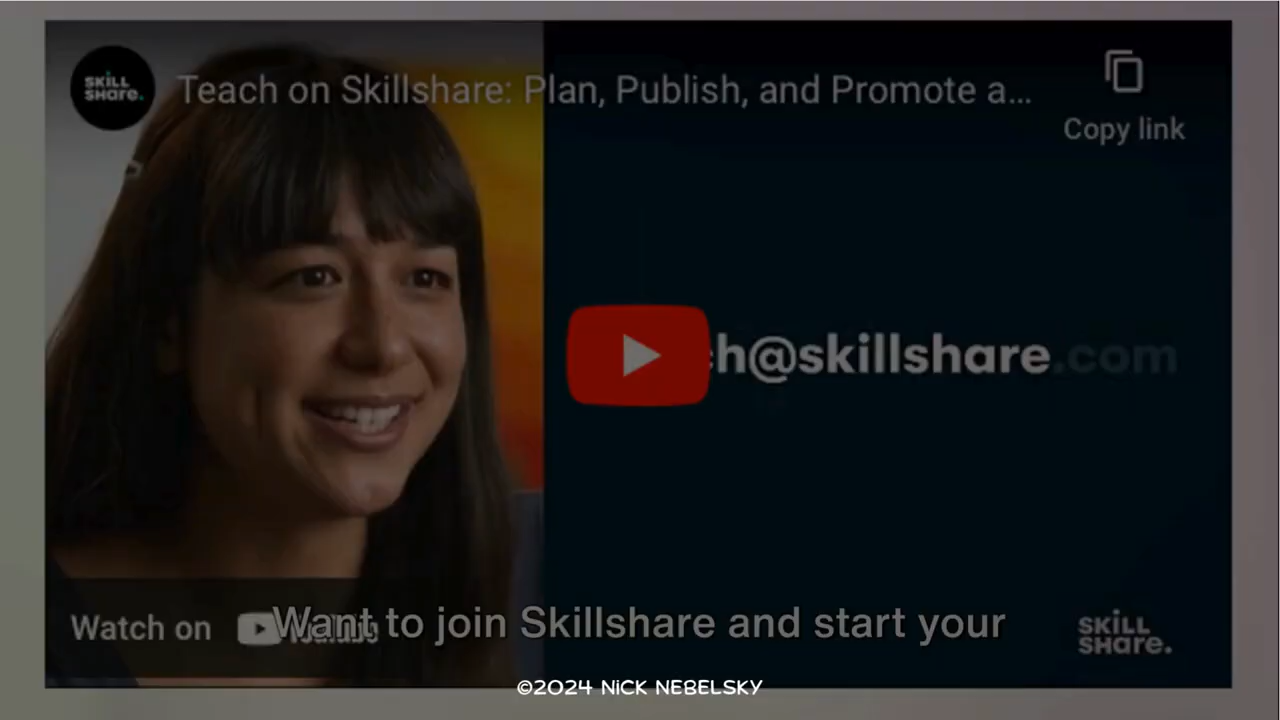 SKILL
SHARE.
Teach on Skillshare: Plan, Publish, and Promote a...
Copy link
h@skillshare.com
Watch on
Want to join Skillshare and start your
SKILL
SHARE.
©2024 NICK NEBELSKY